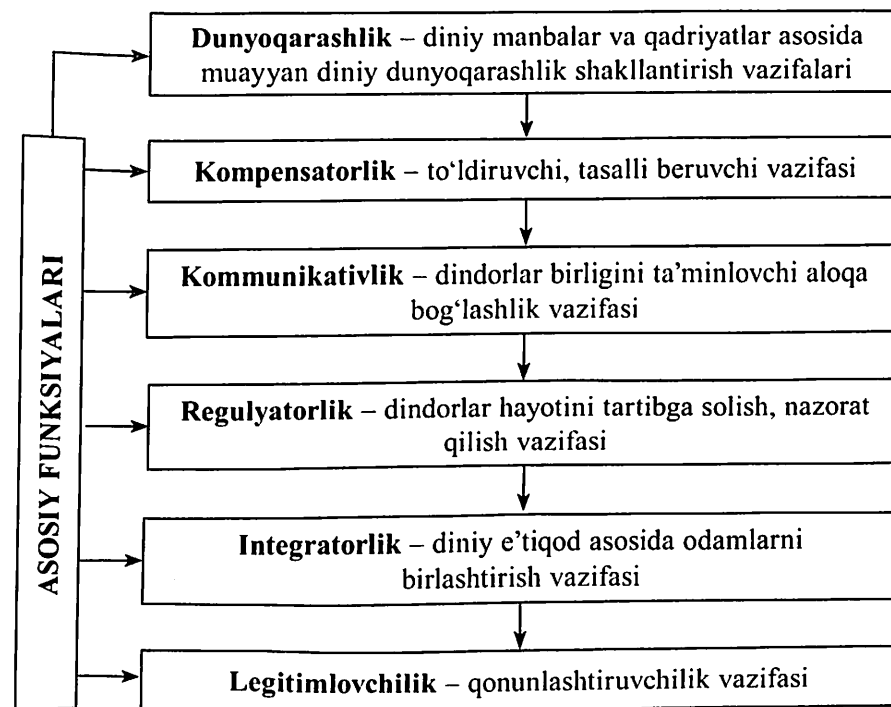 ASOSIY FUNKSIYALARI
Dunyoqarashlik – diniy manbalar va qadriyatlar asosida
muayyan diniy dunyoqarashlik shakllantirish vazifalari
Kompensatorlik – to‘ldiruvchi, tasalli beruvchi vazifasi
Kommunikativlik – dindorlar birligini ta’minlovchi aloqa
bog‘lashlik vazifasi
Regulyatorlik – dindorlar hayotini tartibga solish, nazorat
qilish vazifasi
Integratorlik – diniy e’tiqod asosida odamlarni
birlashtirish vazifasi
Legitimlovchilik – qonunlashtiruvchilik vazifasi